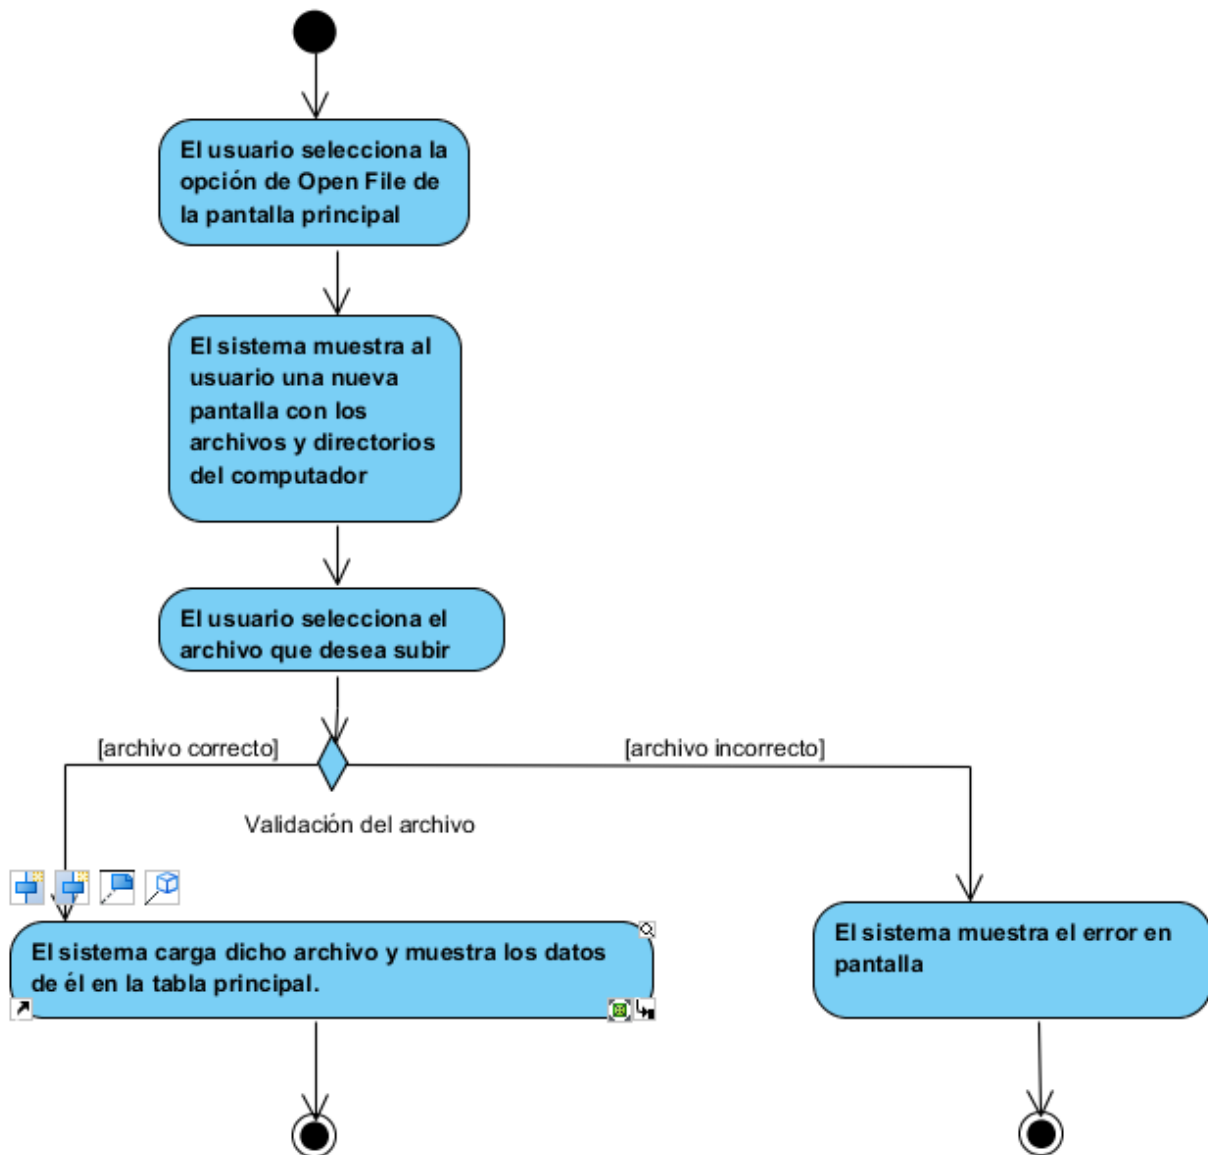 El usuario selecciona la
opción de Open File de
la pantalla principal
El sistema muestra al
usuario una nueva
pantalla con los
archivos y directorios
del computador
El usuario selecciona el
archivo que desea subir
[archivo correcto]
[archivo incorrecto]
Validación del archivo
El sistema carga dicho archivo y muestra los datos
de él en la tabla principal.
El sistema muestra el error en
pantalla